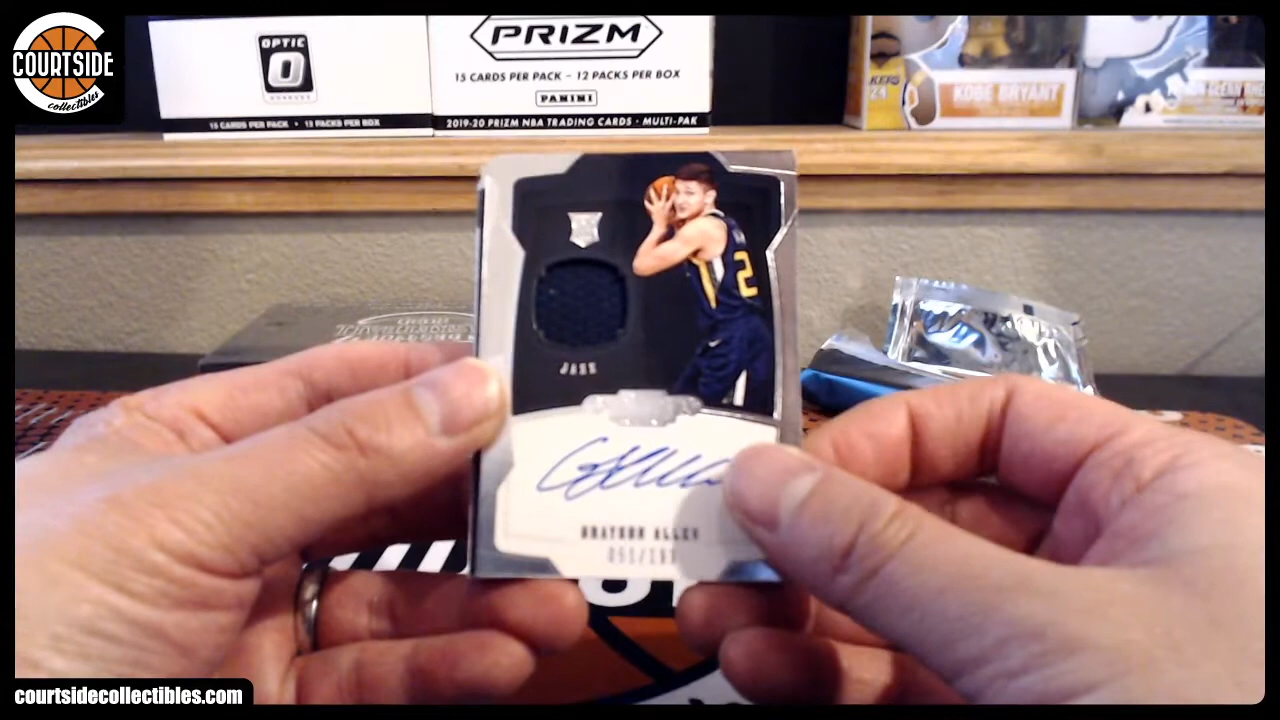 COURTSIDE
collectibles
OPTIC
DONRUSS
15 CARDS PER PACK • 12 PACKS PER BOX
PRIZM
15 CARDS PER PACK – 12 PACKS PER BOX
PANINI
2019-20 PRIZM NBA TRADING CARDS • MULTI-PAK
24
KOBE BRYANT
2
JAZZ
GRAYSON ALLEN
courtsidecollectibles.com